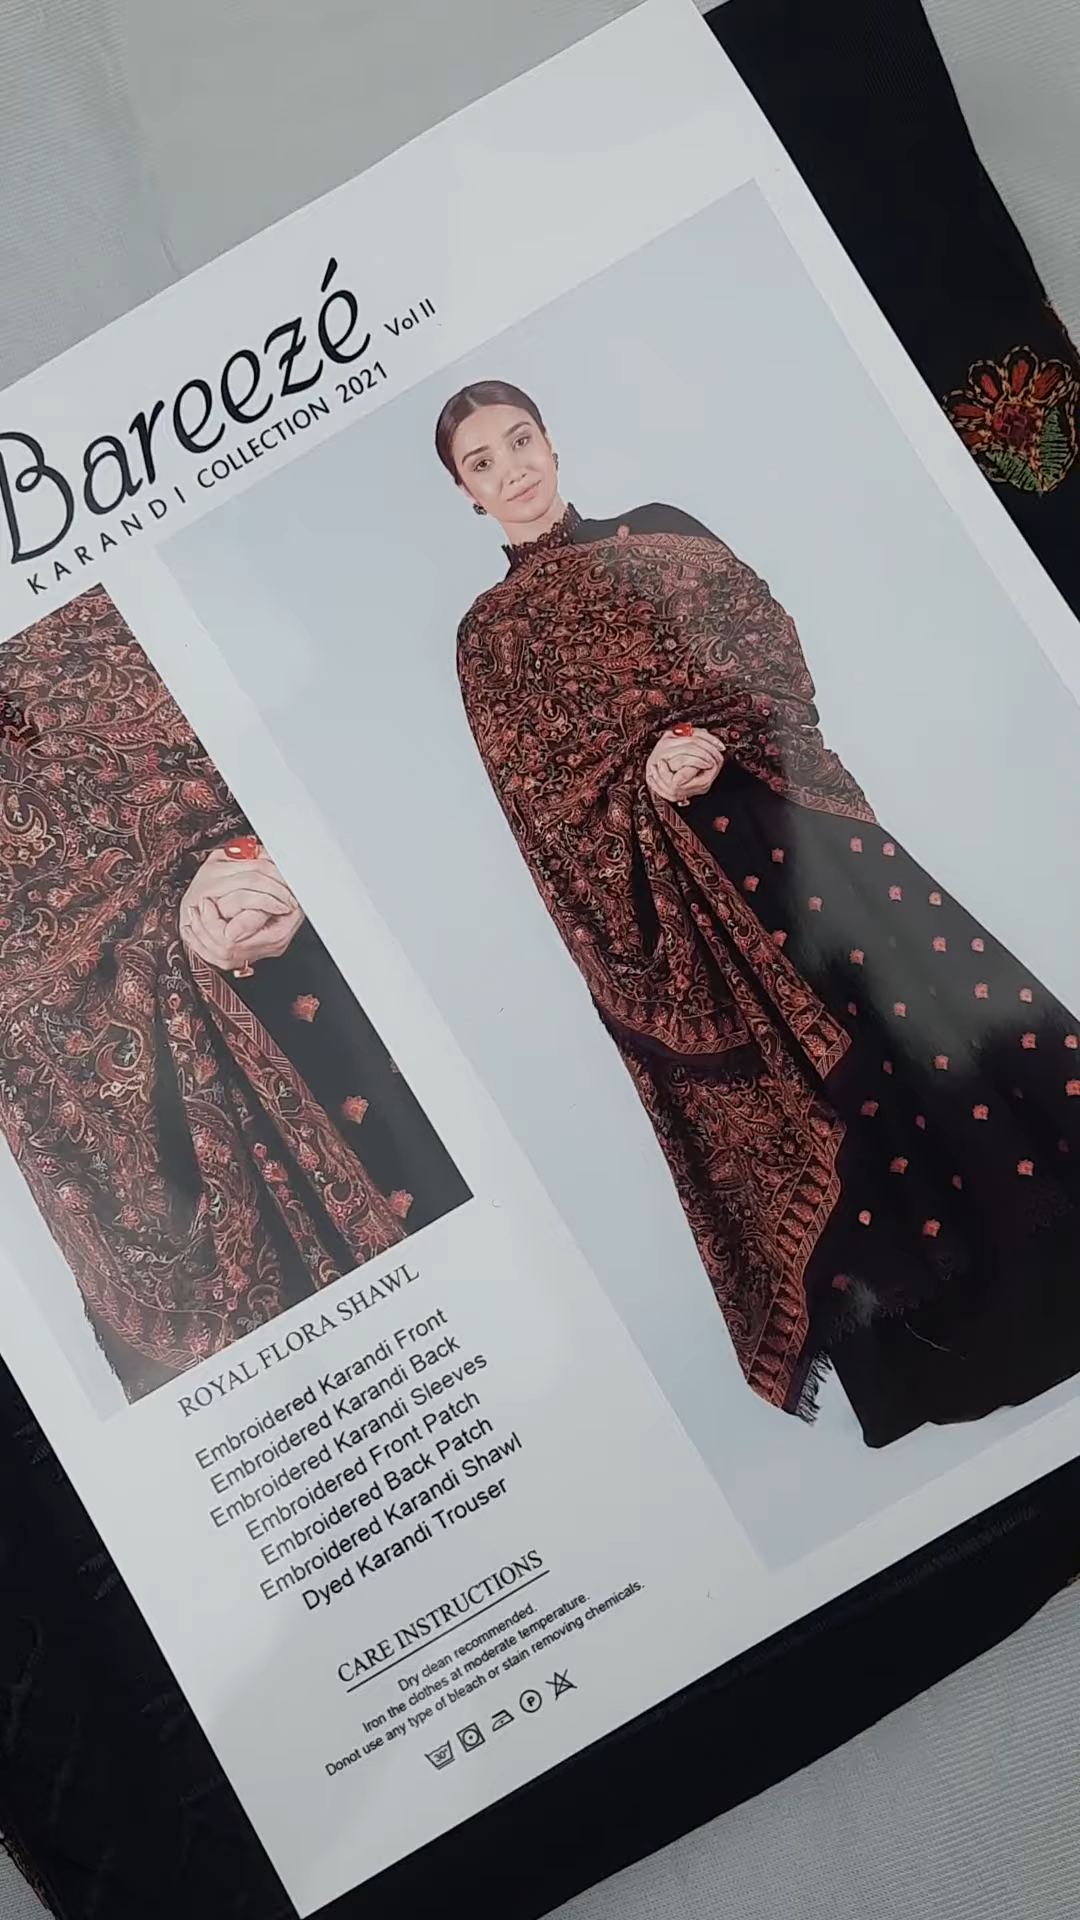 Bareezé Vol II
KARANDI COLLECTION 2021
ROYAL FLORA SHAWL
Embroidered Karandi Front
Embroidered Karandi Back
Embroidered Karandi Sleeves
Embroidered Front Patch
Embroidered Back Patch
Embroidered Karandi Shawl
Dyed Karandi Trouser
CARE INSTRUCTIONS
Dry clean recommended.
Iron the clothes at moderate temperature.
Donot use any type of bleach or stain removing chemicals.
30° P